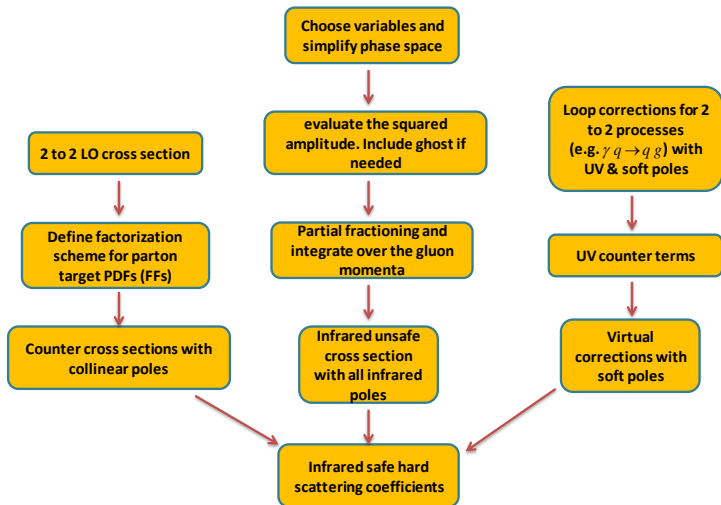 Choose variables and
simplify phase space
evaluate the squared
amplitude. Include ghost if
needed
Loop corrections for 2
to 2 processes
(e.g. γ q → q g) with
UV & soft poles
2 to 2 LO cross section
Define factorization
scheme for parton
target PDFs (FFs)
Partial fractioning and
integrate over the gluon
momenta
UV counter terms
Counter cross sections with
collinear poles
Infrared unsafe
cross section
with all infrared
poles
Virtual
corrections with
soft poles
Infrared safe hard
scattering coefficients